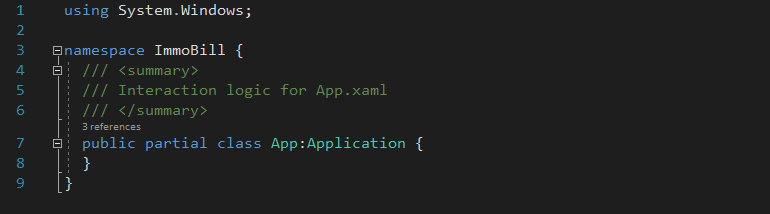 1 using System.Windows;
2
3 namespace ImmoBill {
4 /// <summary>
5 /// Interaction logic for App.xaml
6 /// </summary>
3 references
7 public partial class App:Application {
8 }
9 }